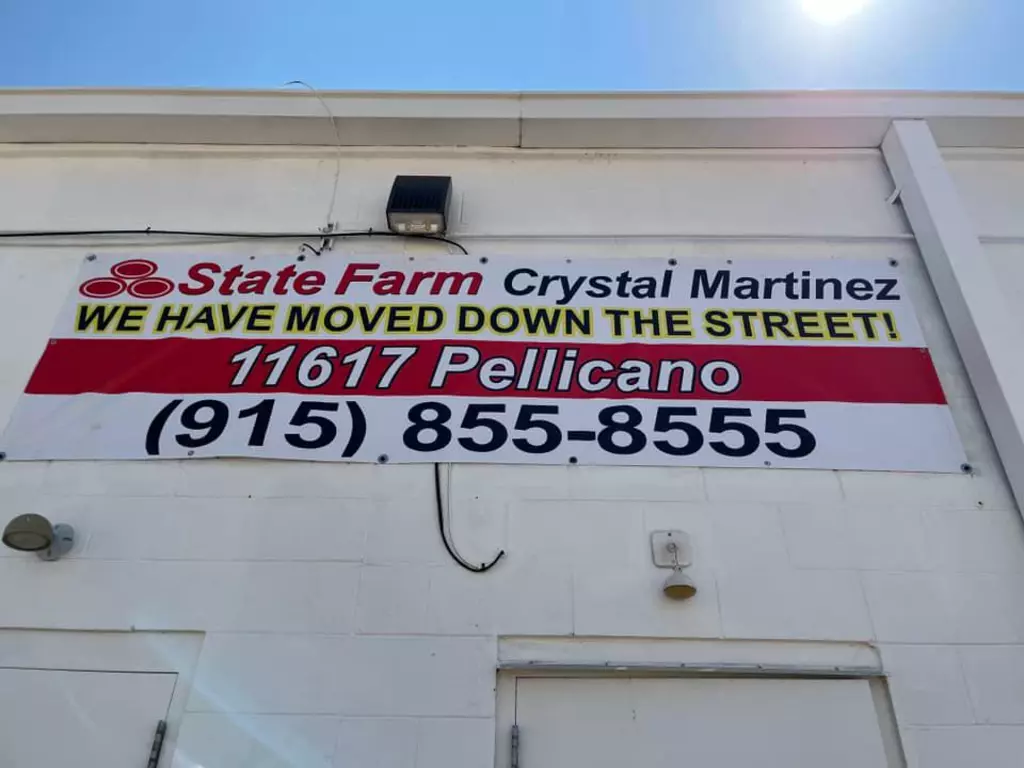 State Farm Crystal Martinez
WE HAVE MOVED DOWN THE STREET!
11617 Pellicano
(915) 855-8555